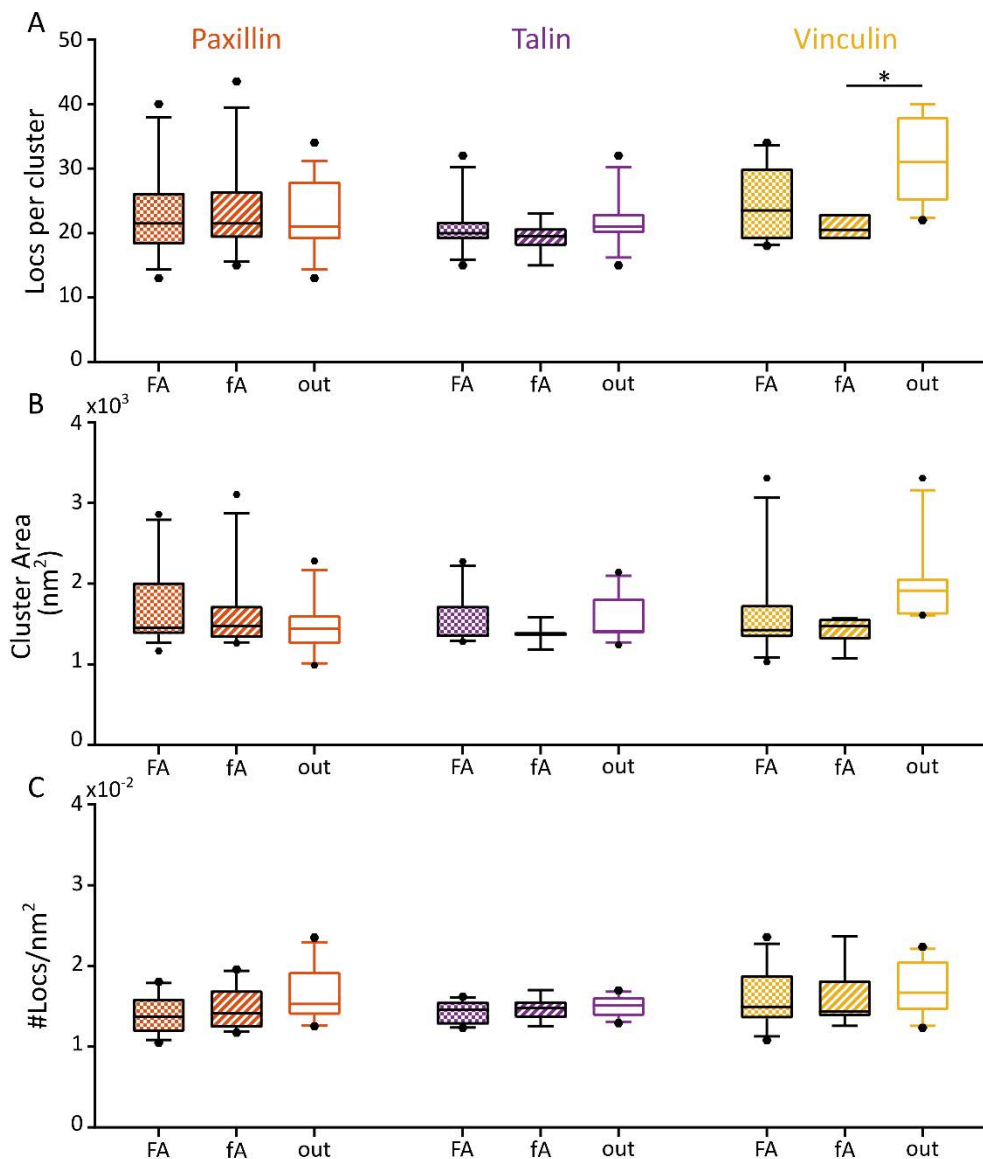 A
Paxillin Talin Vinculin
Locs per cluster
50
40
30
20
10
0
*
FA fA out FA fA out FA fA out
B
x10³
Cluster Area
(nm²)
4
3
2
1
0
FA fA out FA fA out FA fA out
C
x10⁻²
#Locs/nm²
4
3
2
1
0
FA fA out FA fA out FA fA out